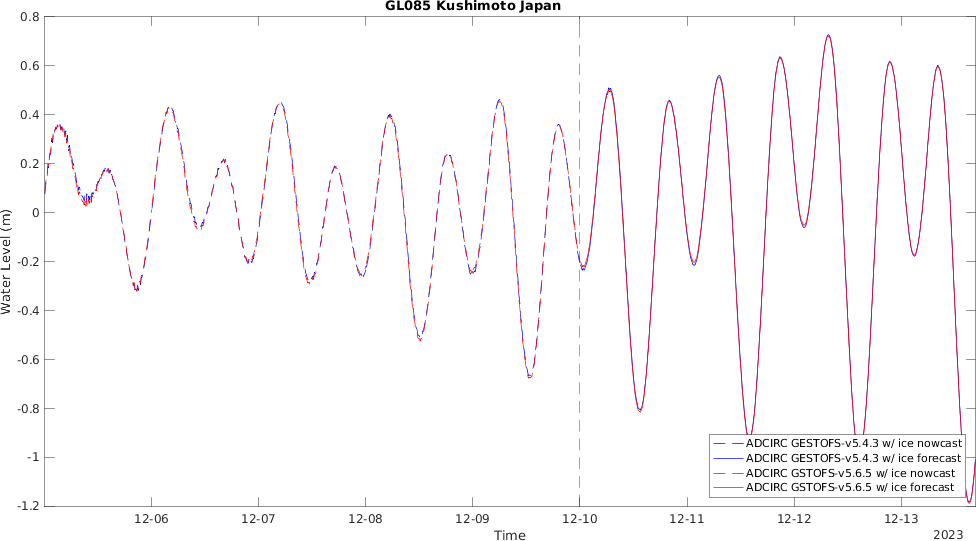 GL085 Kushimoto Japan
0.8
0.6
0.4
0.2
0
-0.2
-0.4
-0.6
-0.8
-1
-1.2
Water Level (m)
12-06
12-07
12-08
12-09
12-10
12-11
12-12
12-13
Time
2023
ADCIRC GESTOFS-v5.4.3 w/ ice nowcast
ADCIRC GESTOFS-v5.4.3 w/ ice forecast
ADCIRC GSTOFS-v5.6.5 w/ ice nowcast
ADCIRC GSTOFS-v5.6.5 w/ ice forecast